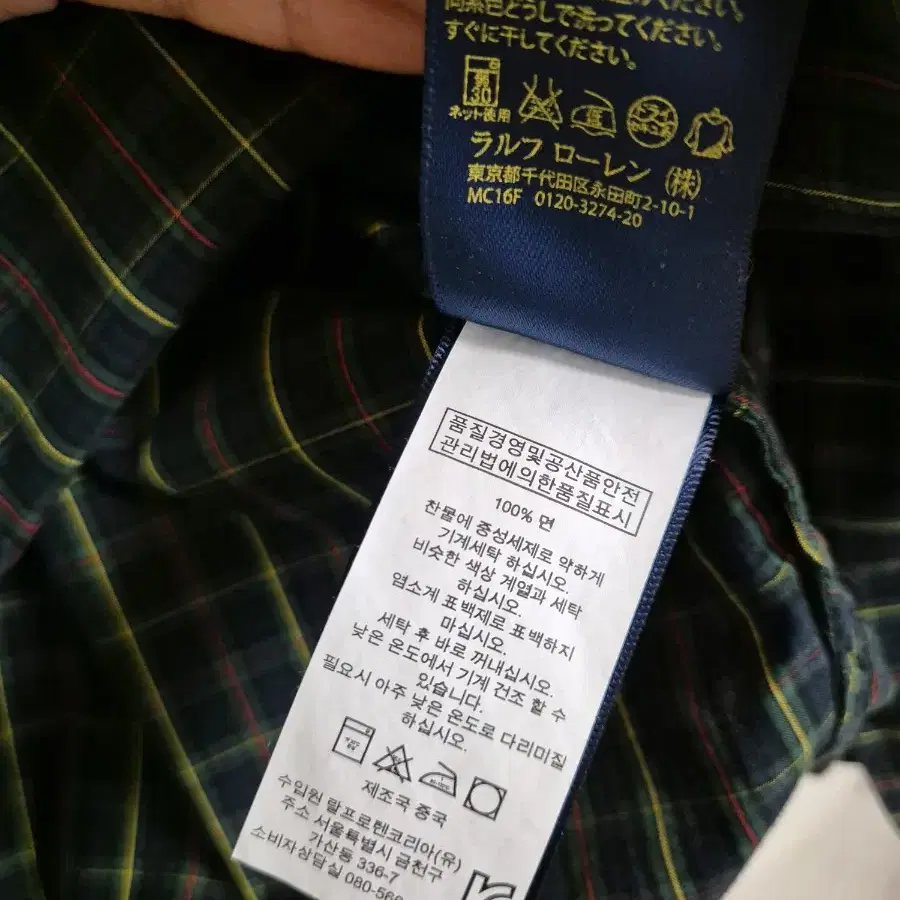 同系色どうしで洗ってください。
すぐに干してください。
ネット使用
ラルフ ローレン (株)
東京都千代田区永田町2-10-1
MC16F 0120-3274-20
품질경영및공산품안전
관리법에의한품질표시
100% 면
찬물에 중성세제로 약하게
기계세탁 하십시오.
비슷한 색상 계열과 세탁
하십시오.
염소계 표백제로 표백하지
마십시오.
세탁 후 바로 꺼내십시오.
낮은 온도에서 기계 건조 할 수
있습니다.
필요시 아주 낮은 온도로 다리미질
하십시오.
제조국 중국
수입원 랄프로렌코리아(유)
주소 서울특별시 금천구
가산동 336-7
소비자상담실 080-566